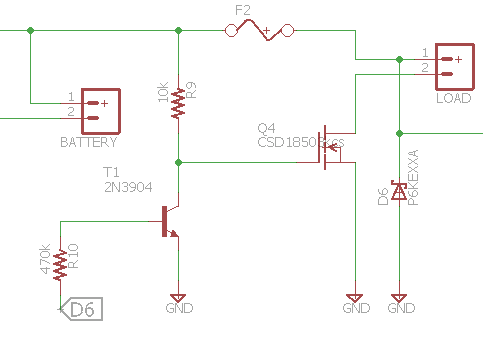 F2
1
2
LOAD
10k
R9
1
2
BATTERY
Q4
CSD18503KCS
T1
2N3904
D6
P6KEXXA
470k
R10
D6
GND
GND
GND